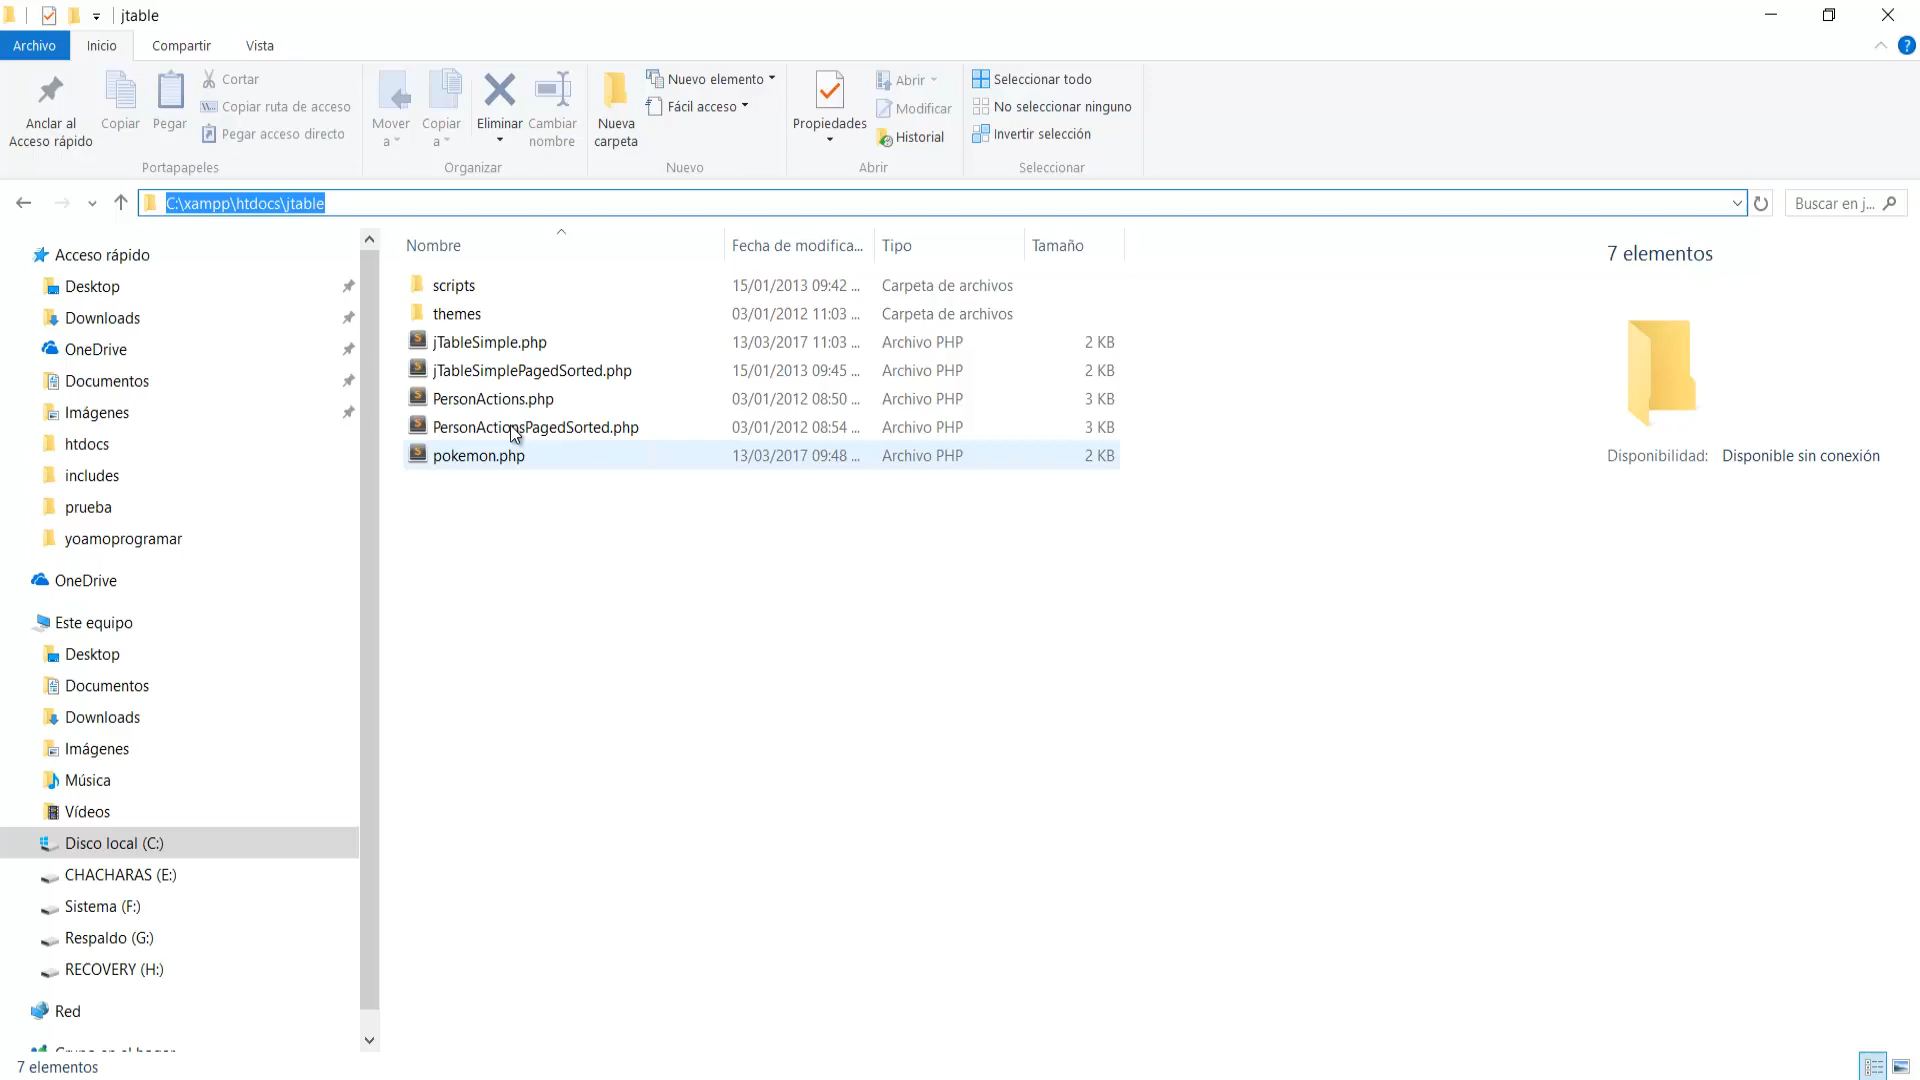 jtable
Archivo Inicio Compartir Vista
Anclar al Acceso rápido
Copiar
Pegar
Cortar
Copiar ruta de acceso
Pegar acceso directo
Portapapeles
Mover a
Copiar a
Eliminar
Cambiar nombre
Organizar
Nueva carpeta
Nuevo elemento
Fácil acceso
Nuevo
Propiedades
Abrir
Modificar
Historial
Abrir
Seleccionar todo
No seleccionar ninguno
Invertir selección
Seleccionar
C:\xampp\htdocs\jtable
Buscar en j...
Acceso rápido
Desktop
Downloads
OneDrive
Documentos
Imágenes
htdocs
includes
prueba
yoamoprogramar
OneDrive
Este equipo
Desktop
Documentos
Downloads
Imágenes
Música
Vídeos
Disco local (C:)
CHACHARAS (E:)
Sistema (F:)
Respaldo (G:)
RECOVERY (H:)
Red
Nombre Fecha de modifica... Tipo Tamaño
scripts 15/01/2013 09:42 ... Carpeta de archivos
themes 03/01/2012 11:03 ... Carpeta de archivos
jTableSimple.php 13/03/2017 11:03 ... Archivo PHP 2 KB
jTableSimplePagedSorted.php 15/01/2013 09:45 ... Archivo PHP 2 KB
PersonActions.php 03/01/2012 08:50 ... Archivo PHP 3 KB
PersonActionsPagedSorted.php 03/01/2012 08:54 ... Archivo PHP 3 KB
pokemon.php 13/03/2017 09:48 ... Archivo PHP 2 KB
7 elementos
Disponibilidad: Disponible sin conexión
7 elementos